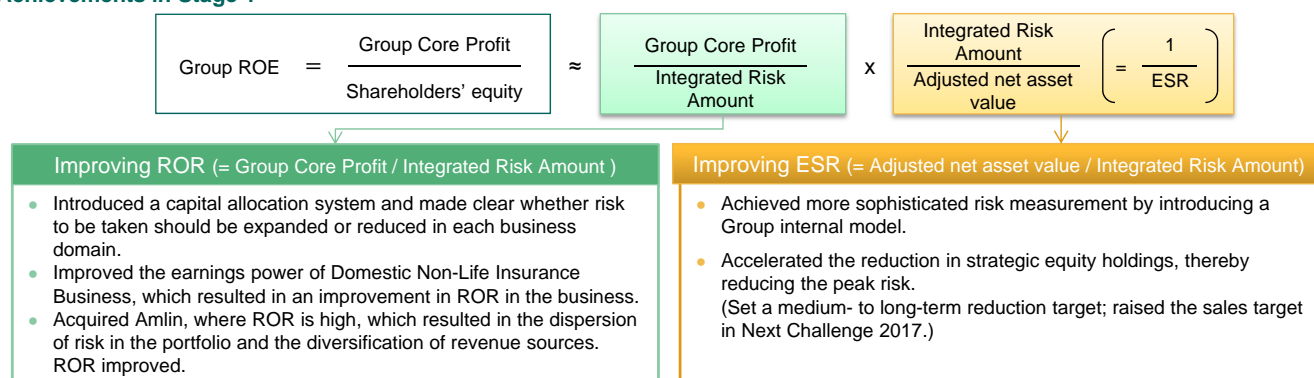 Achievements in Stage 1
Group ROE = Group Core Profit / Shareholders' equity ≈ Group Core Profit / Integrated Risk Amount x Integrated Risk Amount / Adjusted net asset value ( = 1 / ESR )
Improving ROR (= Group Core Profit / Integrated Risk Amount )
● Introduced a capital allocation system and made clear whether risk
to be taken should be expanded or reduced in each business
domain.
● Improved the earnings power of Domestic Non-Life Insurance
Business, which resulted in an improvement in ROR in the business.
● Acquired Amlin, where ROR is high, which resulted in the dispersion
of risk in the portfolio and the diversification of revenue sources.
ROR improved.
Improving ESR (= Adjusted net asset value / Integrated Risk Amount)
● Achieved more sophisticated risk measurement by introducing a
Group internal model.
● Accelerated the reduction in strategic equity holdings, thereby
reducing the peak risk.
(Set a medium- to long-term reduction target; raised the sales target
in Next Challenge 2017.)